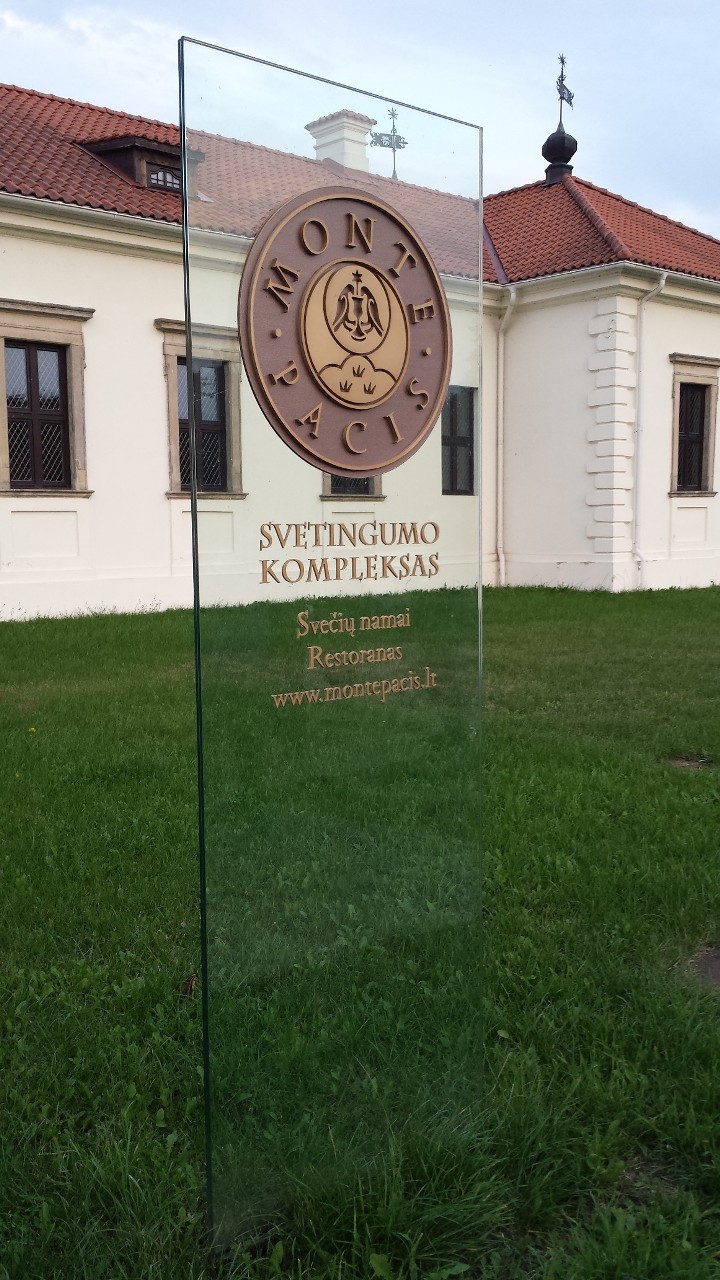 MONTE
PACIS
SVETINGUMO
KOMPLEKSAS
Svečių namai
Restoranas
www.montepacis.lt